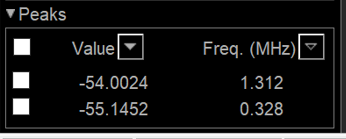 Peaks
Value Freq. (MHz)
-54.0024 1.312
-55.1452 0.328